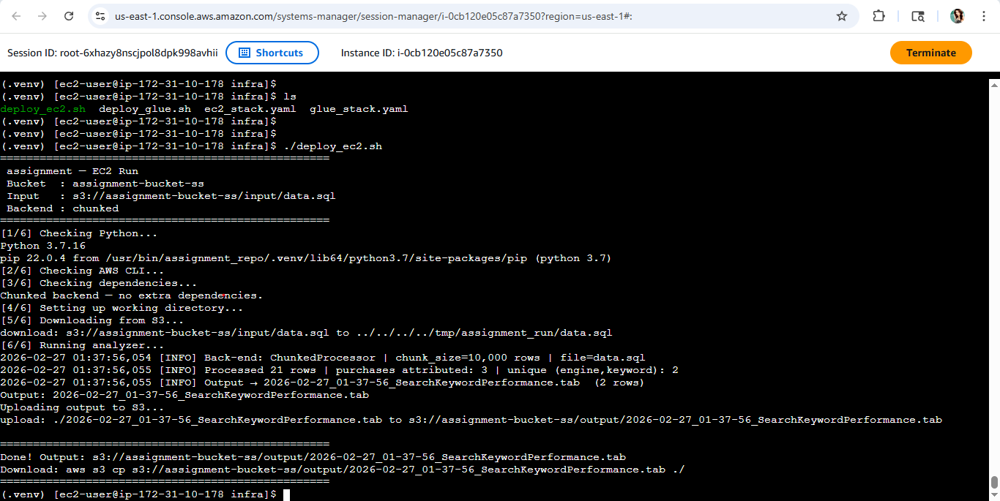 us-east-1.console.aws.amazon.com/systems-manager/session-manager/i-0cb120e05c87a7350?region=us-east-1#:
Session ID: root-6xhazy8nscjpol8dpk998avhii Shortcuts Instance ID: i-0cb120e05c87a7350 Terminate
(.venv) [ec2-user@ip-172-31-10-178 infra]$
(.venv) [ec2-user@ip-172-31-10-178 infra]$ ls
deploy_ec2.sh  deploy_glue.sh  ec2_stack.yaml  glue_stack.yaml
(.venv) [ec2-user@ip-172-31-10-178 infra]$
(.venv) [ec2-user@ip-172-31-10-178 infra]$
(.venv) [ec2-user@ip-172-31-10-178 infra]$ ./deploy_ec2.sh
==================================================
 assignment — EC2 Run
 Bucket  : assignment-bucket-ss
 Input   : s3://assignment-bucket-ss/input/data.sql
 Backend : chunked
==================================================
[1/6] Checking Python...
Python 3.7.16
pip 22.0.4 from /usr/bin/assignment_repo/.venv/lib64/python3.7/site-packages/pip (python 3.7)
[2/6] Checking AWS CLI...
[3/6] Checking dependencies...
Chunked backend — no extra dependencies.
[4/6] Setting up working directory...
[5/6] Downloading from S3...
download: s3://assignment-bucket-ss/input/data.sql to ../../../../tmp/assignment_run/data.sql
[6/6] Running analyzer...
2026-02-27 01:37:56,054 [INFO] Back-end: ChunkedProcessor | chunk_size=10,000 rows | file=data.sql
2026-02-27 01:37:56,055 [INFO] Processed 21 rows | purchases attributed: 3 | unique (engine,keyword): 2
2026-02-27 01:37:56,055 [INFO] Output → 2026-02-27_01-37-56_SearchKeywordPerformance.tab  (2 rows)
Output: 2026-02-27_01-37-56_SearchKeywordPerformance.tab
Uploading output to S3...
upload: ./2026-02-27_01-37-56_SearchKeywordPerformance.tab to s3://assignment-bucket-ss/output/2026-02-27_01-37-56_SearchKeywordPerformance.tab
==================================================
Done! Output: s3://assignment-bucket-ss/output/2026-02-27_01-37-56_SearchKeywordPerformance.tab
Download: aws s3 cp s3://assignment-bucket-ss/output/2026-02-27_01-37-56_SearchKeywordPerformance.tab ./
==================================================
(.venv) [ec2-user@ip-172-31-10-178 infra]$